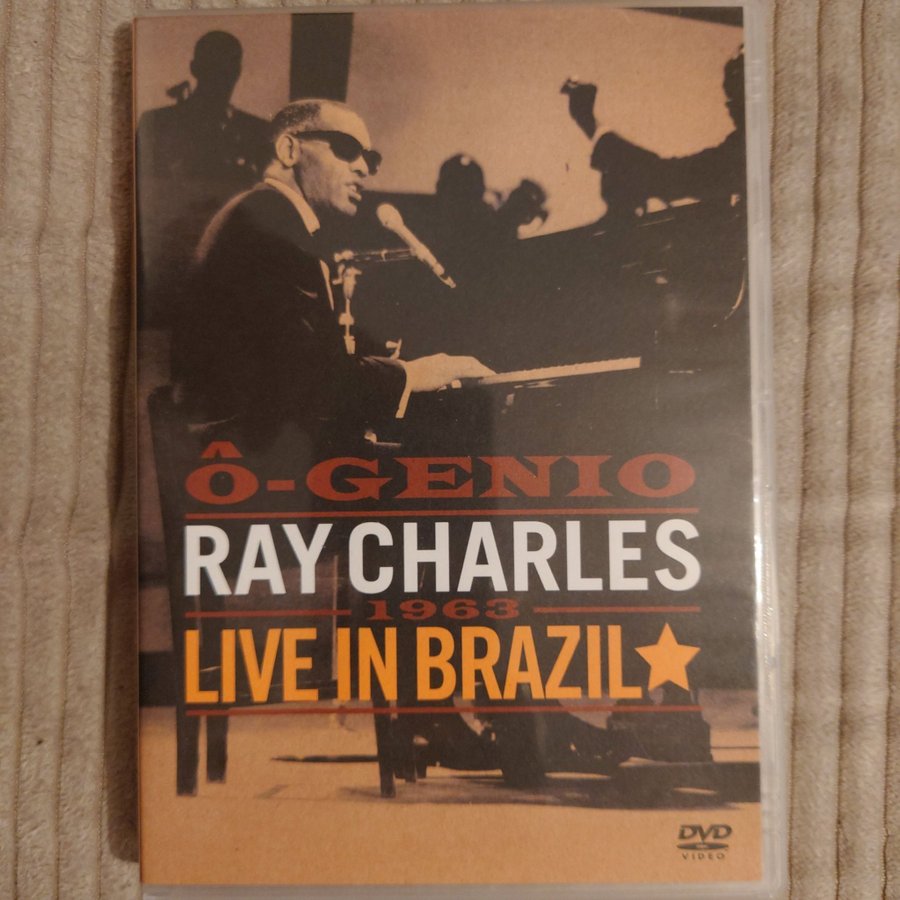 Ô-GENIO
RAY CHARLES
1963
LIVE IN BRAZIL
DVD
VIDEO